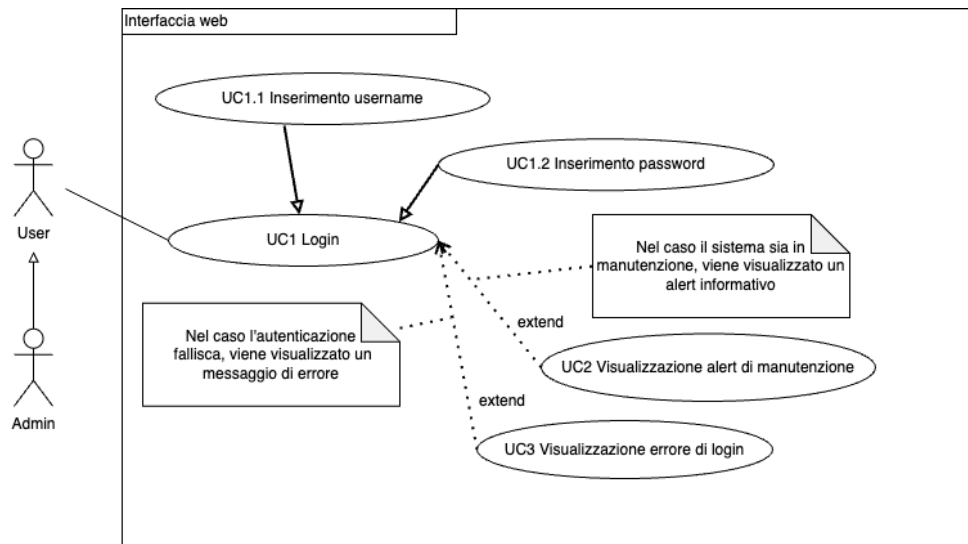 Interfaccia web
UC1.1 Inserimento username
UC1.2 Inserimento password
User
UC1 Login
Nel caso il sistema sia in
manutenzione, viene visualizzato un
alert informativo
Nel caso l'autenticazione
fallisca, viene visualizzato un
messaggio di errore
extend
UC2 Visualizzazione alert di manutenzione
extend
Admin
UC3 Visualizzazione errore di login